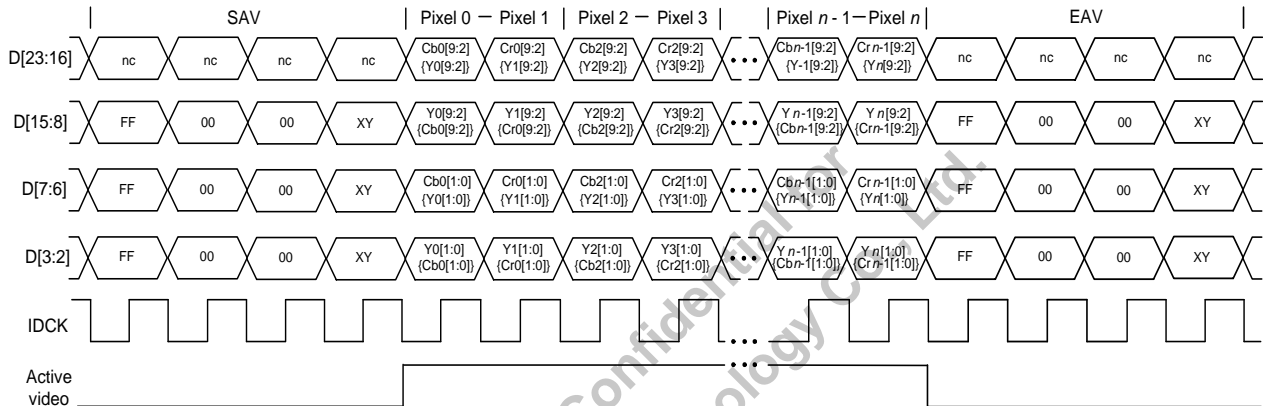 SAV Pixel 0 — Pixel 1 Pixel 2 — Pixel 3 Pixel n - 1—Pixel n EAV
D[23:16] nc nc nc nc Cb0[9:2] {Y0[9:2]} Cr0[9:2] {Y1[9:2]} Cb2[9:2] {Y2[9:2]} Cr2[9:2] {Y3[9:2]} ••• Cbn-1[9:2] {Y-1[9:2]} Crn-1[9:2] {Yn[9:2]} nc nc nc nc
D[15:8] FF 00 00 XY Y0[9:2] {Cb0[9:2]} Y1[9:2] {Cr0[9:2]} Y2[9:2] {Cb2[9:2]} Y3[9:2] {Cr2[9:2]} ••• Yn-1[9:2] {Cbn-1[9:2]} Yn[9:2] {Crn-1[9:2]} FF 00 00 XY
D[7:6] FF 00 00 XY Cb0[1:0] {Y0[1:0]} Cr0[1:0] {Y1[1:0]} Cb2[1:0] {Y2[1:0]} Cr2[1:0] {Y3[1:0]} ••• Cbn-1[1:0] {Yn-1[1:0]} Crn-1[1:0] {Yn[1:0]} FF 00 00 XY
D[3:2] FF 00 00 XY Y0[1:0] {Cb0[1:0]} Y1[1:0] {Cr0[1:0]} Y2[1:0] {Cb2[1:0]} Y3[1:0] {Cr2[1:0]} ••• Yn-1[1:0] {Cbn-1[1:0]} Yn[1:0] {Crn-1[1:0]} FF 00 00 XY
IDCK •••
Active •••
video
Confidential for
Co., Ltd.